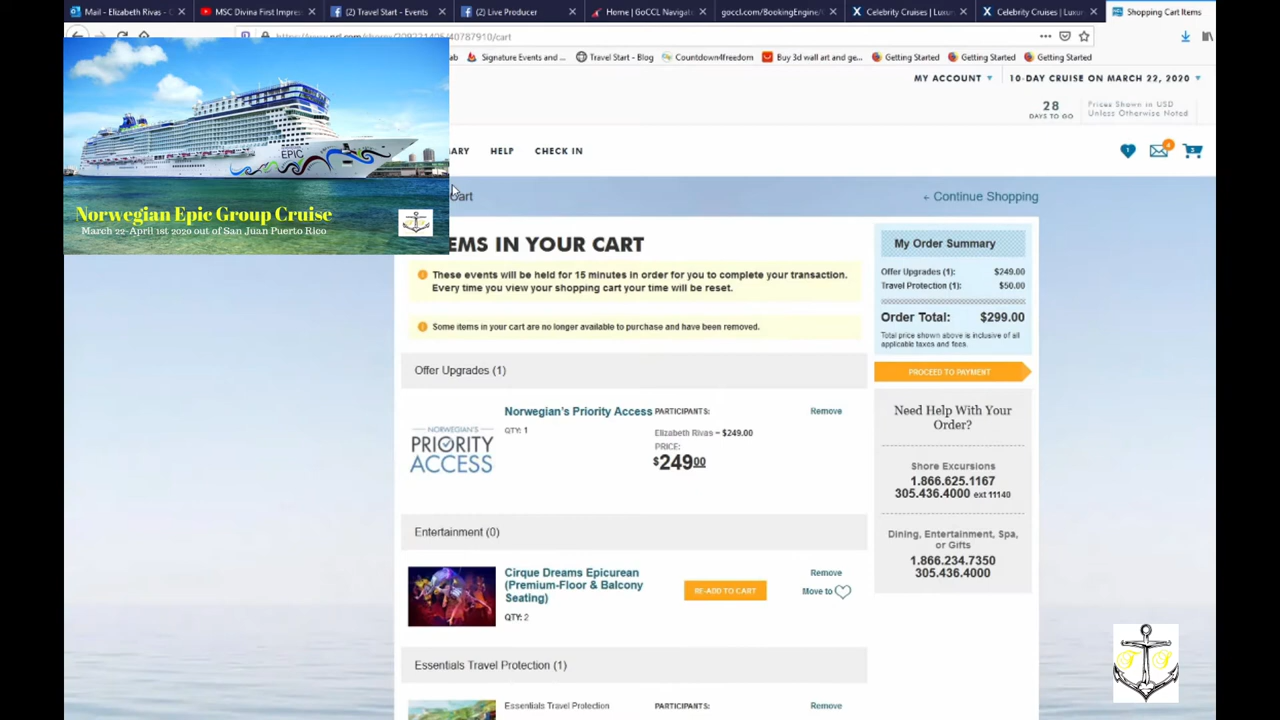 Mail - Elizabeth Rivas - C
MSC Divina First Impre
(2) Travel Start - Events
(2) Live Producer
Home | GoCCL Navigat
goccl.com/BookingEngine/
Celebrity Cruises | Luxur
Celebrity Cruises | Luxur
Shopping Cart Items
Signature Events and ...
Travel Start - Blog
Countdown4freedom
Buy 3d wall art and ge...
Getting Started
Getting Started
Getting Started
MY ACCOUNT
10-DAY CRUISE ON MARCH 22, 2020
28
DAYS TO GO
Prices Shown in USD
Unless Otherwise Noted
HELP
CHECK IN
EPIC
Norwegian Epic Group Cruise
March 22-April 1st 2020 out of San Juan Puerto Rico
Cart
← Continue Shopping
EMS IN YOUR CART
These events will be held for 15 minutes in order for you to complete your transaction.
Every time you view your shopping cart your time will be reset.
Some items in your cart are no longer available to purchase and have been removed.
My Order Summary
Offer Upgrades (1): $249.00
Travel Protection (1): $50.00
Order Total: $299.00
Total price shown above is inclusive of all
applicable taxes and fees.
PROCEED TO PAYMENT
Offer Upgrades (1)
NORWEGIAN'S
PRIORITY
ACCESS
Norwegian's Priority Access
QTY: 1
PARTICIPANTS:
Elizabeth Rivas – $249.00
PRICE:
$249.00
Remove
Need Help With Your
Order?
Shore Excursions
1.866.625.1167
305.436.4000 ext 11140
Dining, Entertainment, Spa,
or Gifts
1.866.234.7350
305.436.4000
Entertainment (0)
Cirque Dreams Epicurean
(Premium-Floor & Balcony
Seating)
QTY: 2
RE-ADD TO CART
Remove
Move to
Essentials Travel Protection (1)
Essentials Travel Protection
PARTICIPANTS:
Remove